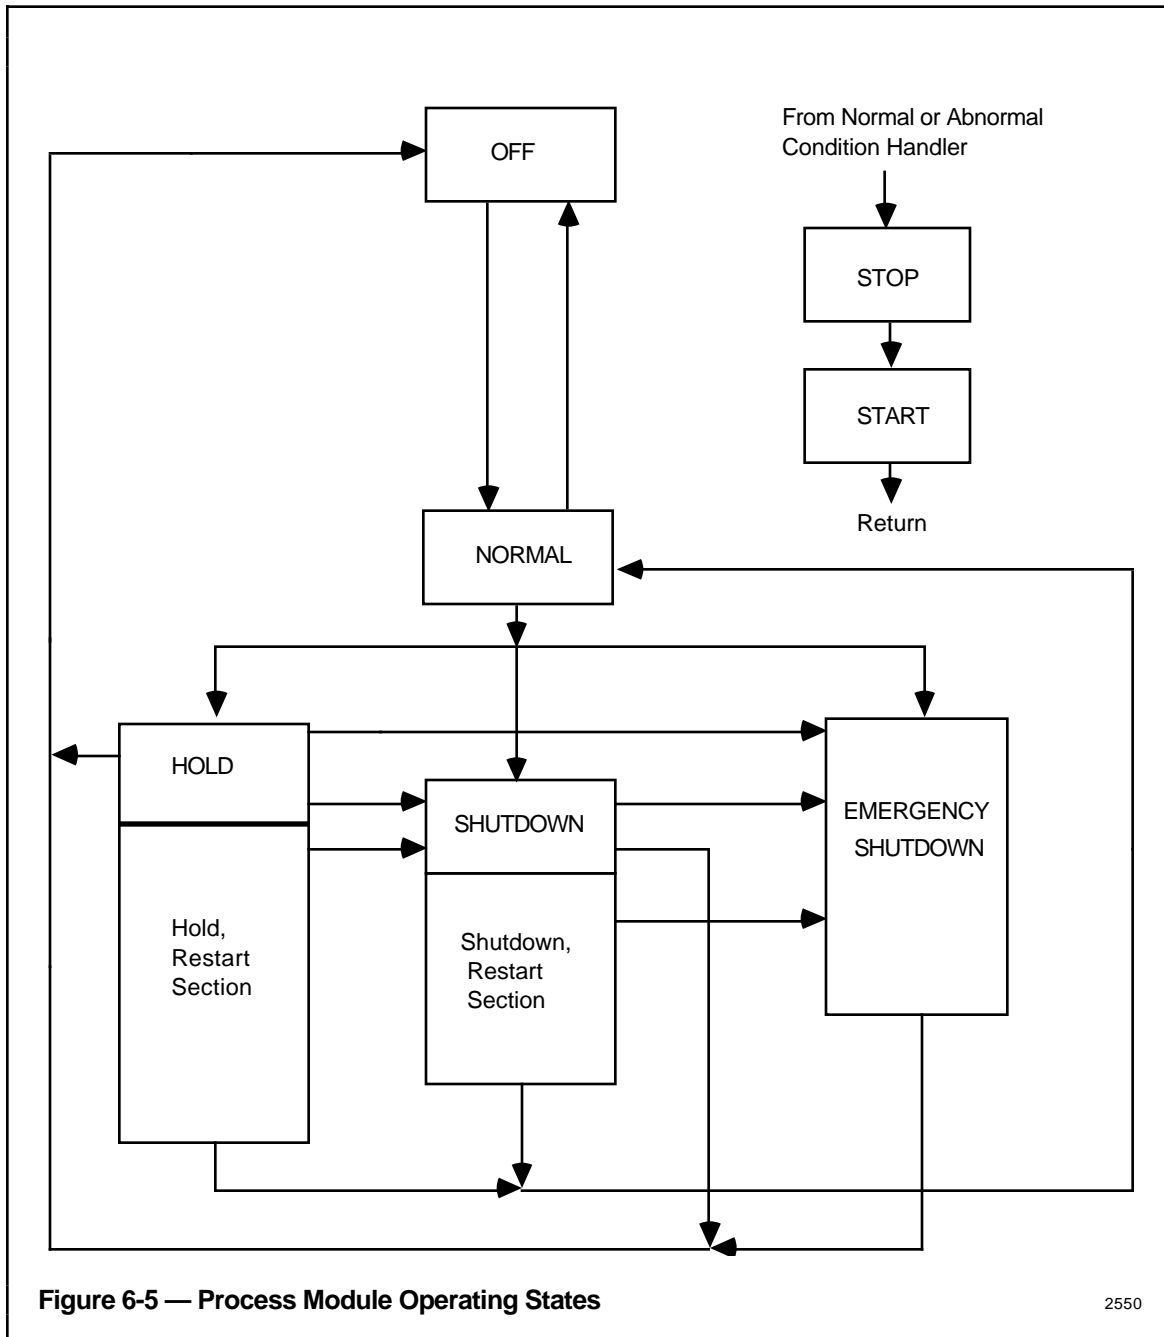 From Normal or Abnormal
Condition Handler
OFF
STOP
START
Return
NORMAL
HOLD
SHUTDOWN
EMERGENCY
SHUTDOWN
Hold,
Restart
Section
Shutdown,
Restart
Section
Figure 6-5 — Process Module Operating States
2550